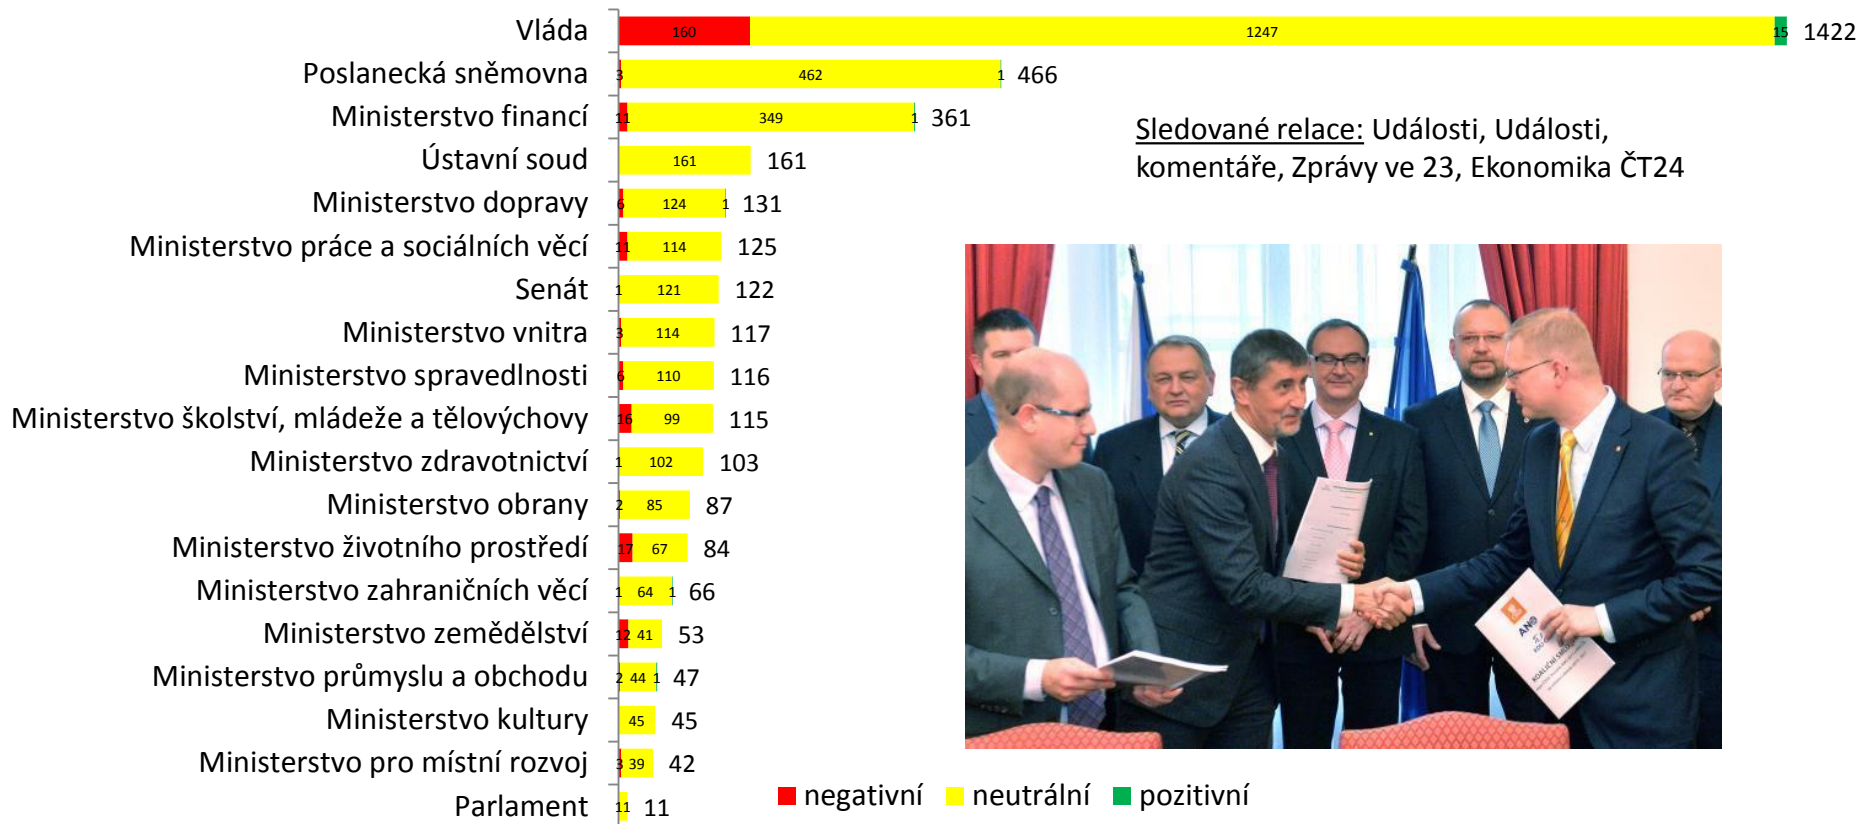 Vláda 160 1247 15 1422
Poslanecká sněmovna 3 462 1 466
Ministerstvo financí 11 349 1 361
Ústavní soud 161 161
Ministerstvo dopravy 6 124 1 131
Ministerstvo práce a sociálních věcí 11 114 125
Senát 1 121 122
Ministerstvo vnitra 3 114 117
Ministerstvo spravedlnosti 6 110 116
Ministerstvo školství, mládeže a tělovýchovy 16 99 115
Ministerstvo zdravotnictví 1 102 103
Ministerstvo obrany 2 85 87
Ministerstvo životního prostředí 17 67 84
Ministerstvo zahraničních věcí 1 64 1 66
Ministerstvo zemědělství 12 41 53
Ministerstvo průmyslu a obchodu 2 44 1 47
Ministerstvo kultury 45 45
Ministerstvo pro místní rozvoj 3 39 42
Parlament 11 11
Sledované relace: Události, Události,
komentáře, Zprávy ve 23, Ekonomika ČT24
ANO
KOALIČNÍ
negativní neutrální pozitivní